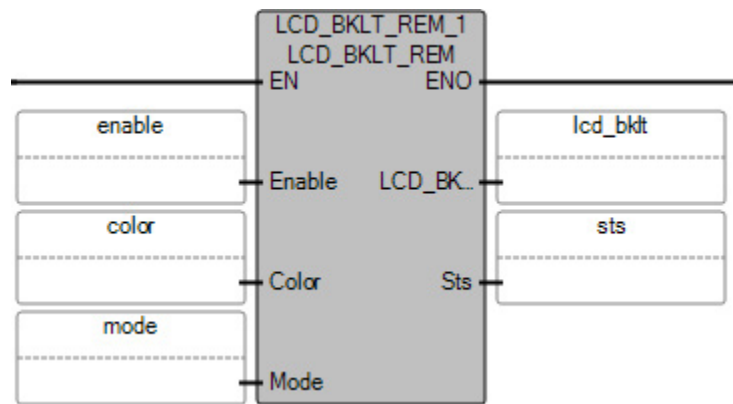 LCD_BKLT_REM_1
LCD_BKLT_REM
EN ENO
enable lcd_bklt
Enable LCD_BK...
color sts
Color Sts
mode
Mode